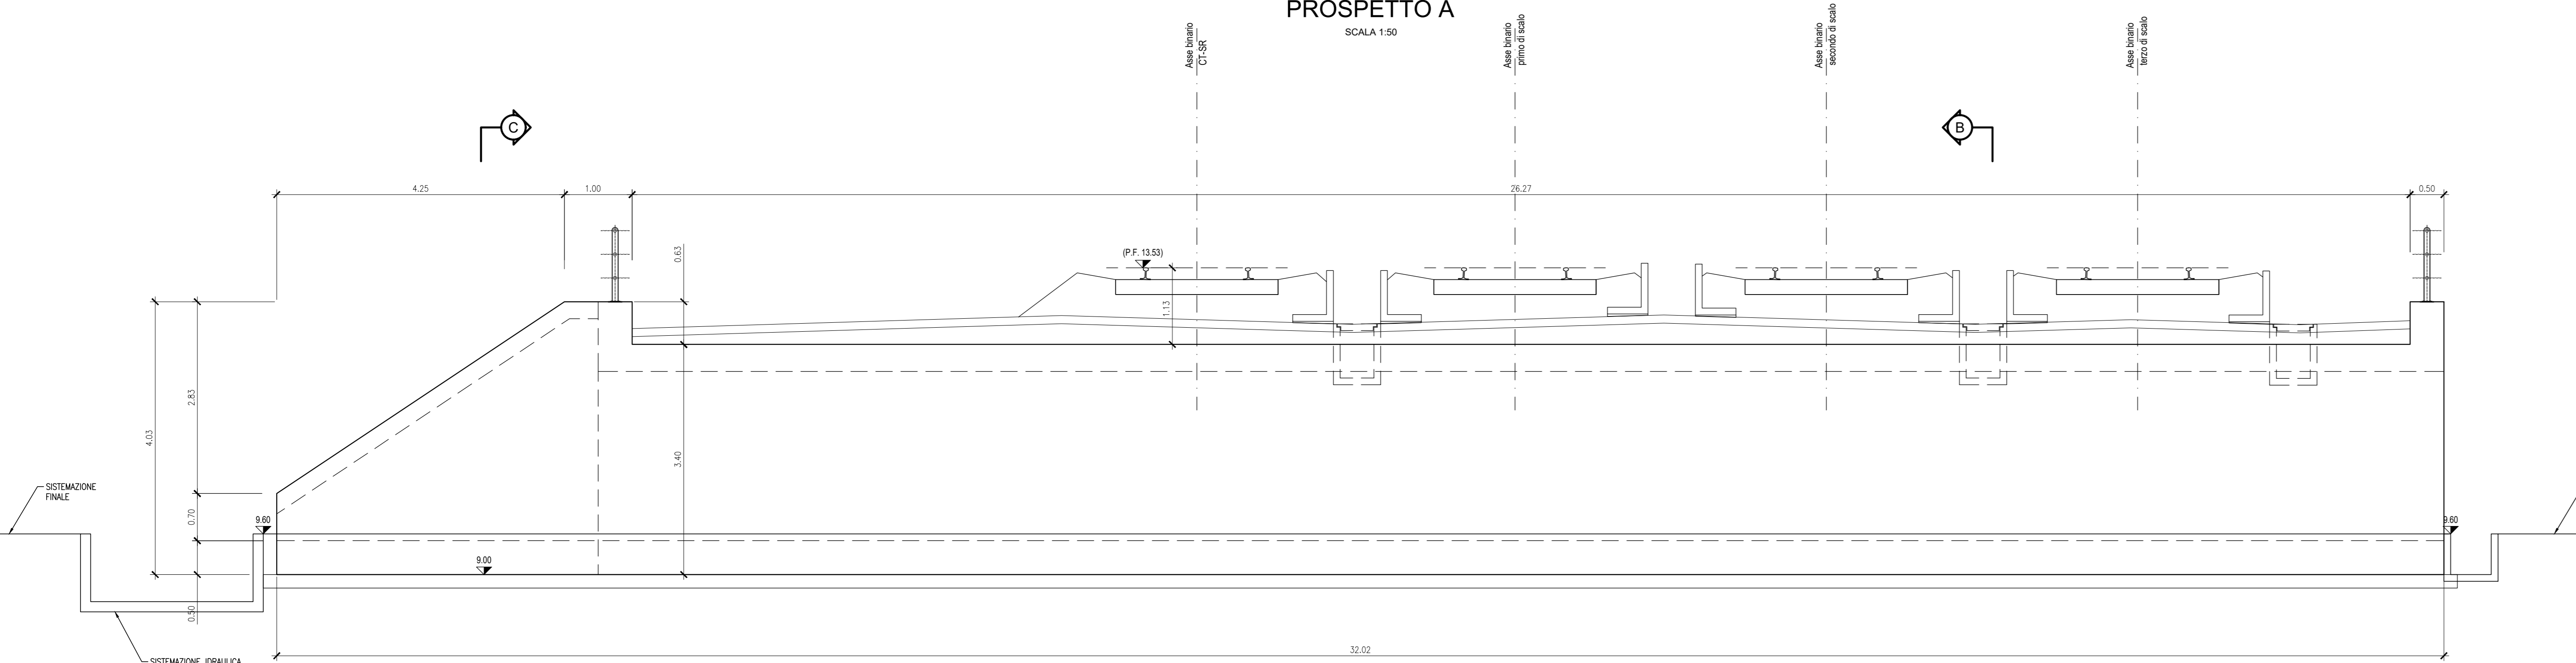 PROSPETTO A
SCALA 1:50
Asse binario
CT-SR
Asse binario
primo di scalo
Asse binario
secondo di scalo
Asse binario
terzo di scalo
C
B
4.25
1.00
26.27
0.50
0.63
(P.F. 13.53)
1.13
2.83
4.03
3.40
SISTEMAZIONE
FINALE
0.70
9.60
9.60
9.00
0.50
32.02
SISTEMAZIONE IDRAULICA